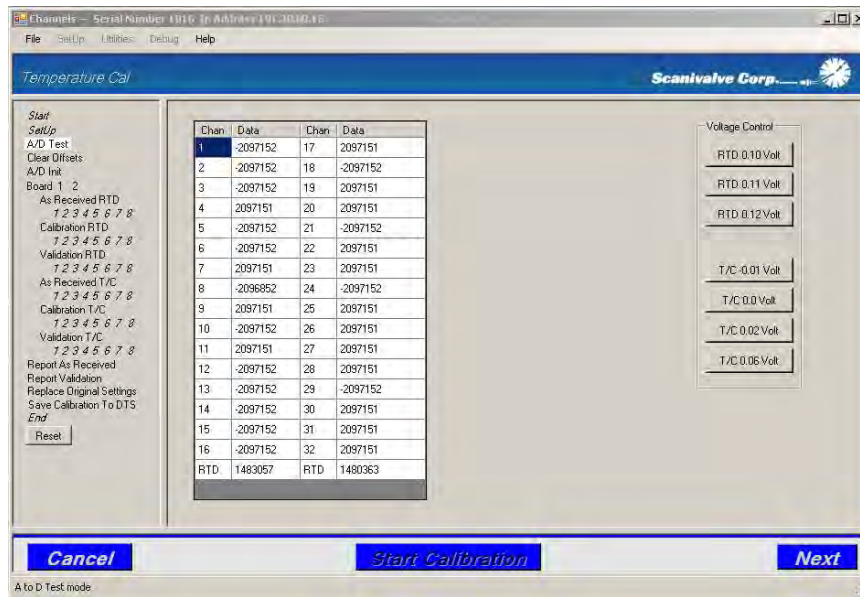 Channels -- Serial Number 1016 Ip Address 191.30.80.15
File SetUp Utilities Debug Help
Temperature Cal
Scanivalve Corp.
Start
SetUp
A/D Test
Clear Offsets
A/D Init
Board 1 2
As Received RTD
1 2 3 4 5 6 7 8
Calibration RTD
1 2 3 4 5 6 7 8
Validation RTD
1 2 3 4 5 6 7 8
As Received T/C
1 2 3 4 5 6 7 8
Calibration T/C
1 2 3 4 5 6 7 8
Validation T/C
1 2 3 4 5 6 7 8
Report As Received
Report Validation
Replace Original Settings
Save Calibration To DTS
End
Reset
Chan Data Chan Data
1 -2097152 17 2097151
2 -2097152 18 -2097152
3 -2097152 19 2097151
4 2097151 20 2097151
5 -2097152 21 -2097152
6 -2097152 22 2097151
7 2097151 23 2097151
8 -2096852 24 -2097152
9 2097151 25 2097151
10 -2097152 26 2097151
11 2097151 27 2097151
12 -2097152 28 2097151
13 -2097152 29 -2097152
14 -2097152 30 2097151
15 -2097152 31 2097151
16 -2097152 32 2097151
RTD 1483057 RTD 1480363
Voltage Control
RTD 0.10 Volt
RTD 0.11 Volt
RTD 0.12 Volt
T/C -0.01 Volt
T/C 0.0 Volt
T/C 0.02 Volt
T/C 0.06 Volt
Cancel
Start Calibration
Next
A to D Test mode